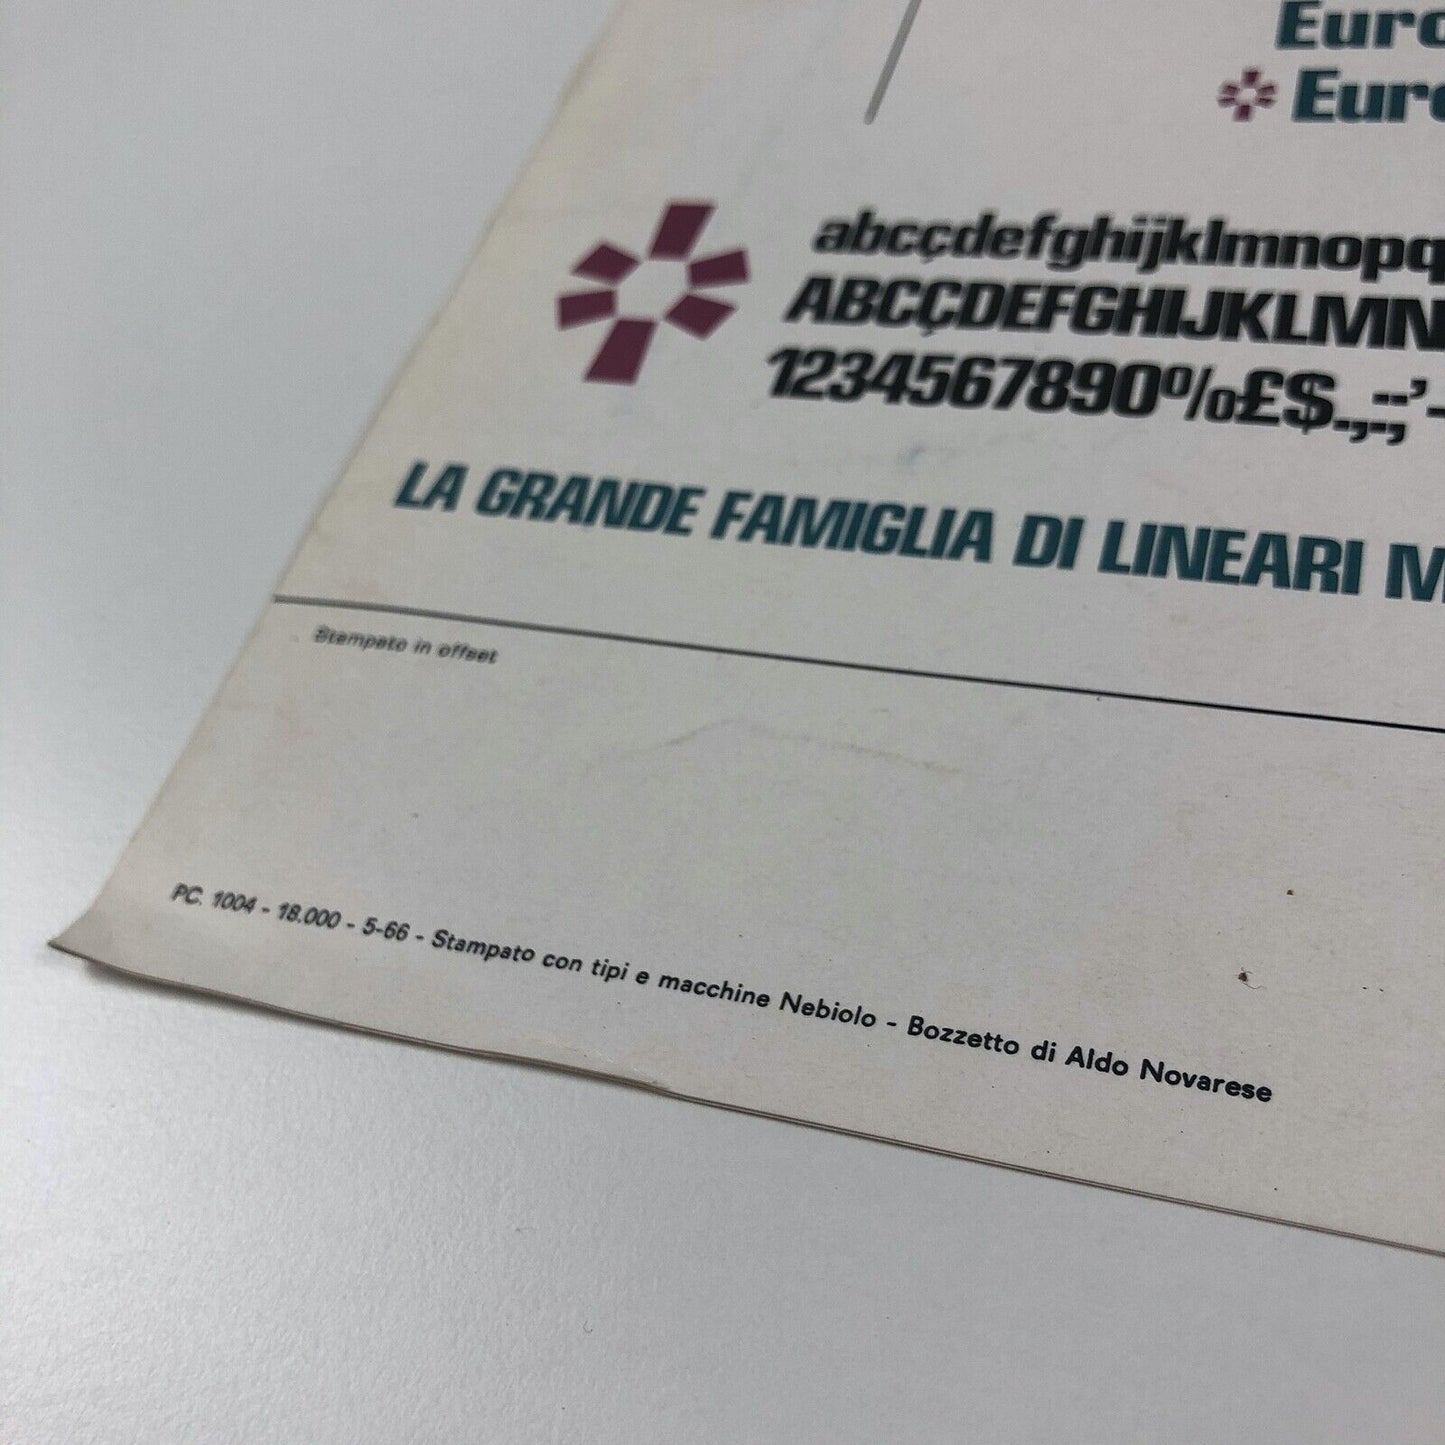 Euro
Euro
abcçdefghijklmnopq
ABCÇDEFGHIJKLMN
1234567890%£$.,:;'-
LA GRANDE FAMIGLIA DI LINEARI M
Stampato in offset
PC. 1004 - 18.000 - 5-66 - Stampato con tipi e macchine Nebiolo - Bozzetto di Aldo Novarese